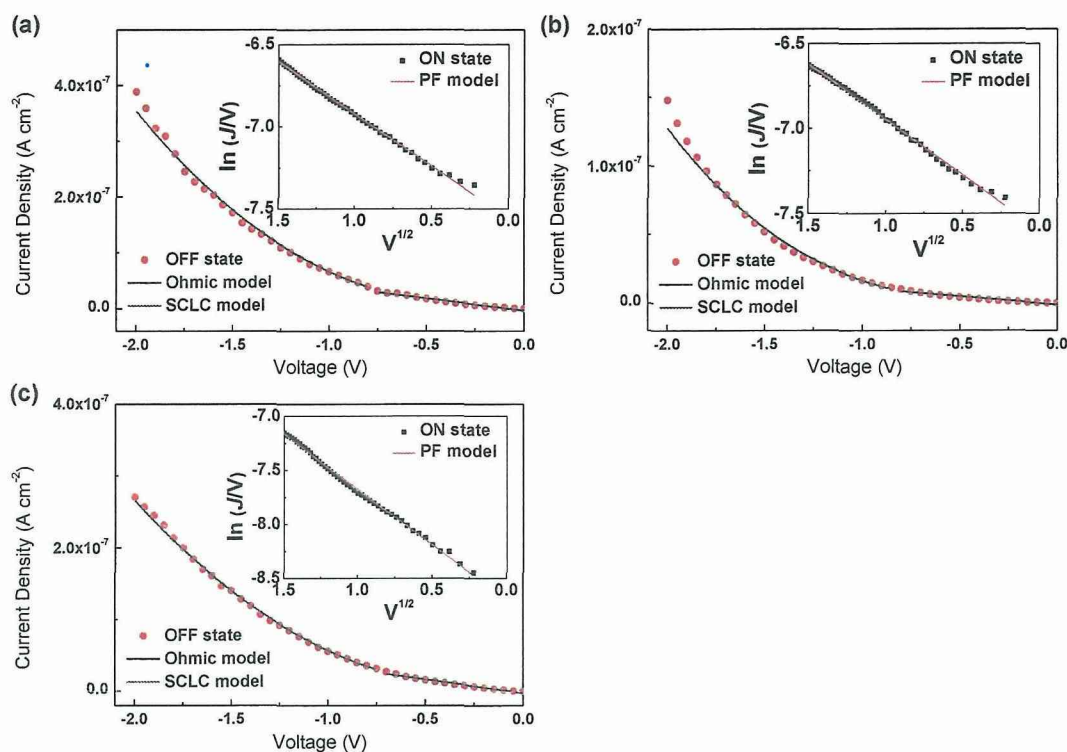 (a)
Current Density (A cm⁻²)
4.0x10⁻⁷
2.0x10⁻⁷
0.0
-2.0 -1.5 -1.0 -0.5 0.0
Voltage (V)
OFF state
Ohmic model
SCLC model
ln (J/V)
-6.5
-7.0
-7.5
1.5 1.0 0.5 0.0
V^1/2
ON state
PF model
(b)
Current Density (A cm⁻²)
2.0x10⁻⁷
1.0x10⁻⁷
0.0
-2.0 -1.5 -1.0 -0.5 0.0
Voltage (V)
OFF state
Ohmic model
SCLC model
ln (J/V)
-6.5
-7.0
-7.5
1.5 1.0 0.5 0.0
V^1/2
ON state
PF model
(c)
Current Density (A cm⁻²)
4.0x10⁻⁷
2.0x10⁻⁷
0.0
-2.0 -1.5 -1.0 -0.5 0.0
Voltage (V)
OFF state
Ohmic model
SCLC model
ln (J/V)
-7.0
-7.5
-8.0
-8.5
1.5 1.0 0.5 0.0
V^1/2
ON state
PF model